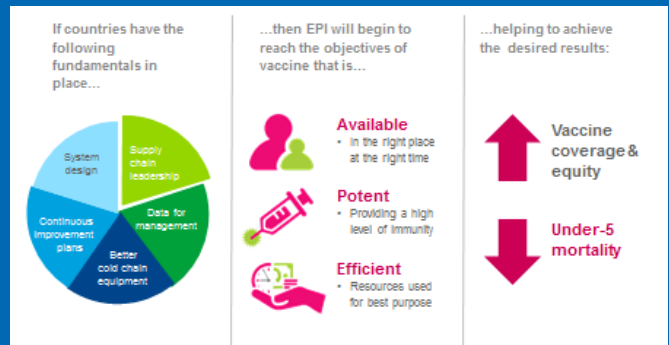 If countries have the
following
fundamentals in
place...
System
design
Supply
chain
leadership
Data for
management
Better
cold chain
equipment
Continuous
improvement
plans
...then EPI will begin to
reach the objectives of
vaccine that is...
Available
• In the right place
at the right time
Potent
• Providing a high
level of immunity
Efficient
• Resources used
for best purpose
...helping to achieve
the desired results:
Vaccine
coverage &
equity
Under-5
mortality